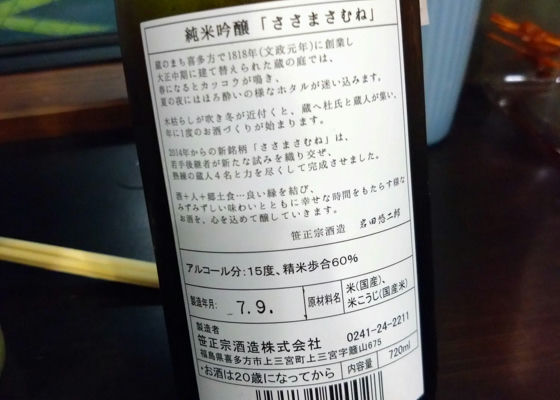 純米吟醸「ささまさむね」
蔵のまち喜多方で1818年(文政元年)に創業し
大正中期に建て替えられた蔵の庭では、
春になるとカッコウが鳴き、
夏の夜にはほろ酔いの様なホタルが迷い込みます。
木枯らしが吹き冬が近付くと、蔵へ杜氏と蔵人が集い、
年に1度のお酒づくりが始まります。
2014年からの新銘柄「ささまさむね」は、
若手後継者が新たな試みを織り交ぜ、
熟練の蔵人4名と力を尽くして完成させました。
酒+人+郷土食…良い縁を結び、
みずみずしい味わいとともに幸せな時間をもたらす様な
お酒を、心を込めて醸していきます。
笹正宗酒造 岩田悠二郎
アルコール分:15度、精米歩合60%
製造年月: 7.9.
原材料名 米(国産)、
米こうじ(国産米)
製造者
笹正宗酒造株式会社 0241-24-2211
福島県喜多方市上三宮町上三宮字籬山675
・お酒は20歳になってから 内容量 720ml